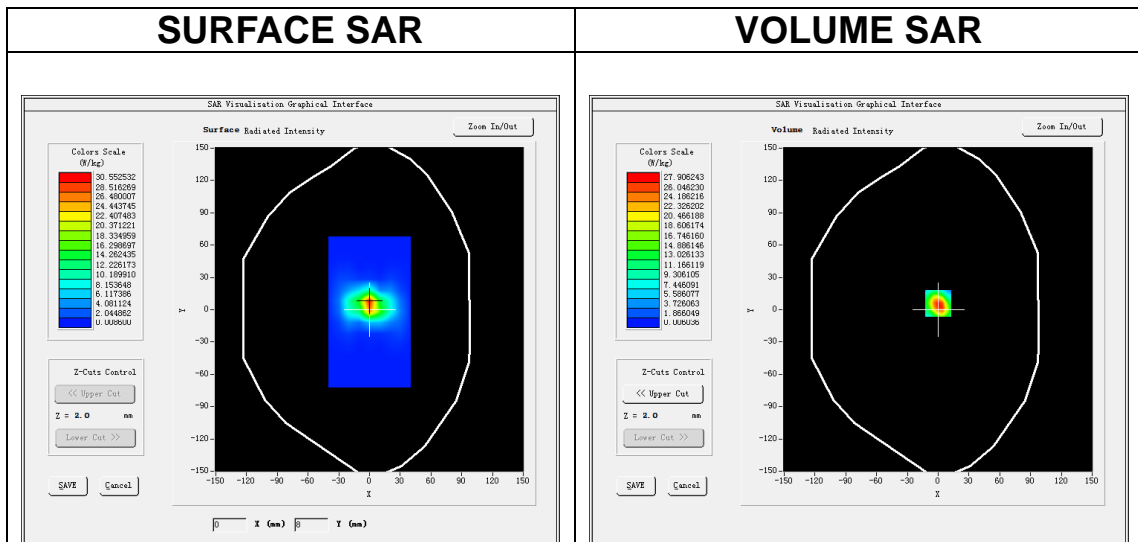 SURFACE SAR
VOLUME SAR
SAR Visualisation Graphical Interface
Surface Radiated Intensity
Zoom In/Out
Colors Scale
(W/kg)
30.552532
28.516269
26.480007
24.443745
22.407483
20.371221
18.334959
16.298697
14.262435
12.226173
10.189910
8.153648
6.117386
4.081124
2.044862
0.008600
150
120
90
60
30
0
-30
-60
-90
-120
-150
Y
-150 -120 -90 -60 -30 0 30 60 90 120 150
X
Z-Cuts Control
<< Upper Cut
Z = 2.0 mm
Lower Cut >>
SAVE Cancel
0 X (mm) 8 Y (mm)
SAR Visualisation Graphical Interface
Volume Radiated Intensity
Zoom In/Out
Colors Scale
(W/kg)
27.906243
26.046230
24.186216
22.326202
20.466188
18.606174
16.746160
14.886146
13.026133
11.166119
9.306105
7.446091
5.586077
3.726063
1.866049
0.006036
150
120
90
60
30
0
-30
-60
-90
-120
-150
Y
-150 -120 -90 -60 -30 0 30 60 90 120 150
X
Z-Cuts Control
<< Upper Cut
Z = 2.0 mm
Lower Cut >>
SAVE Cancel